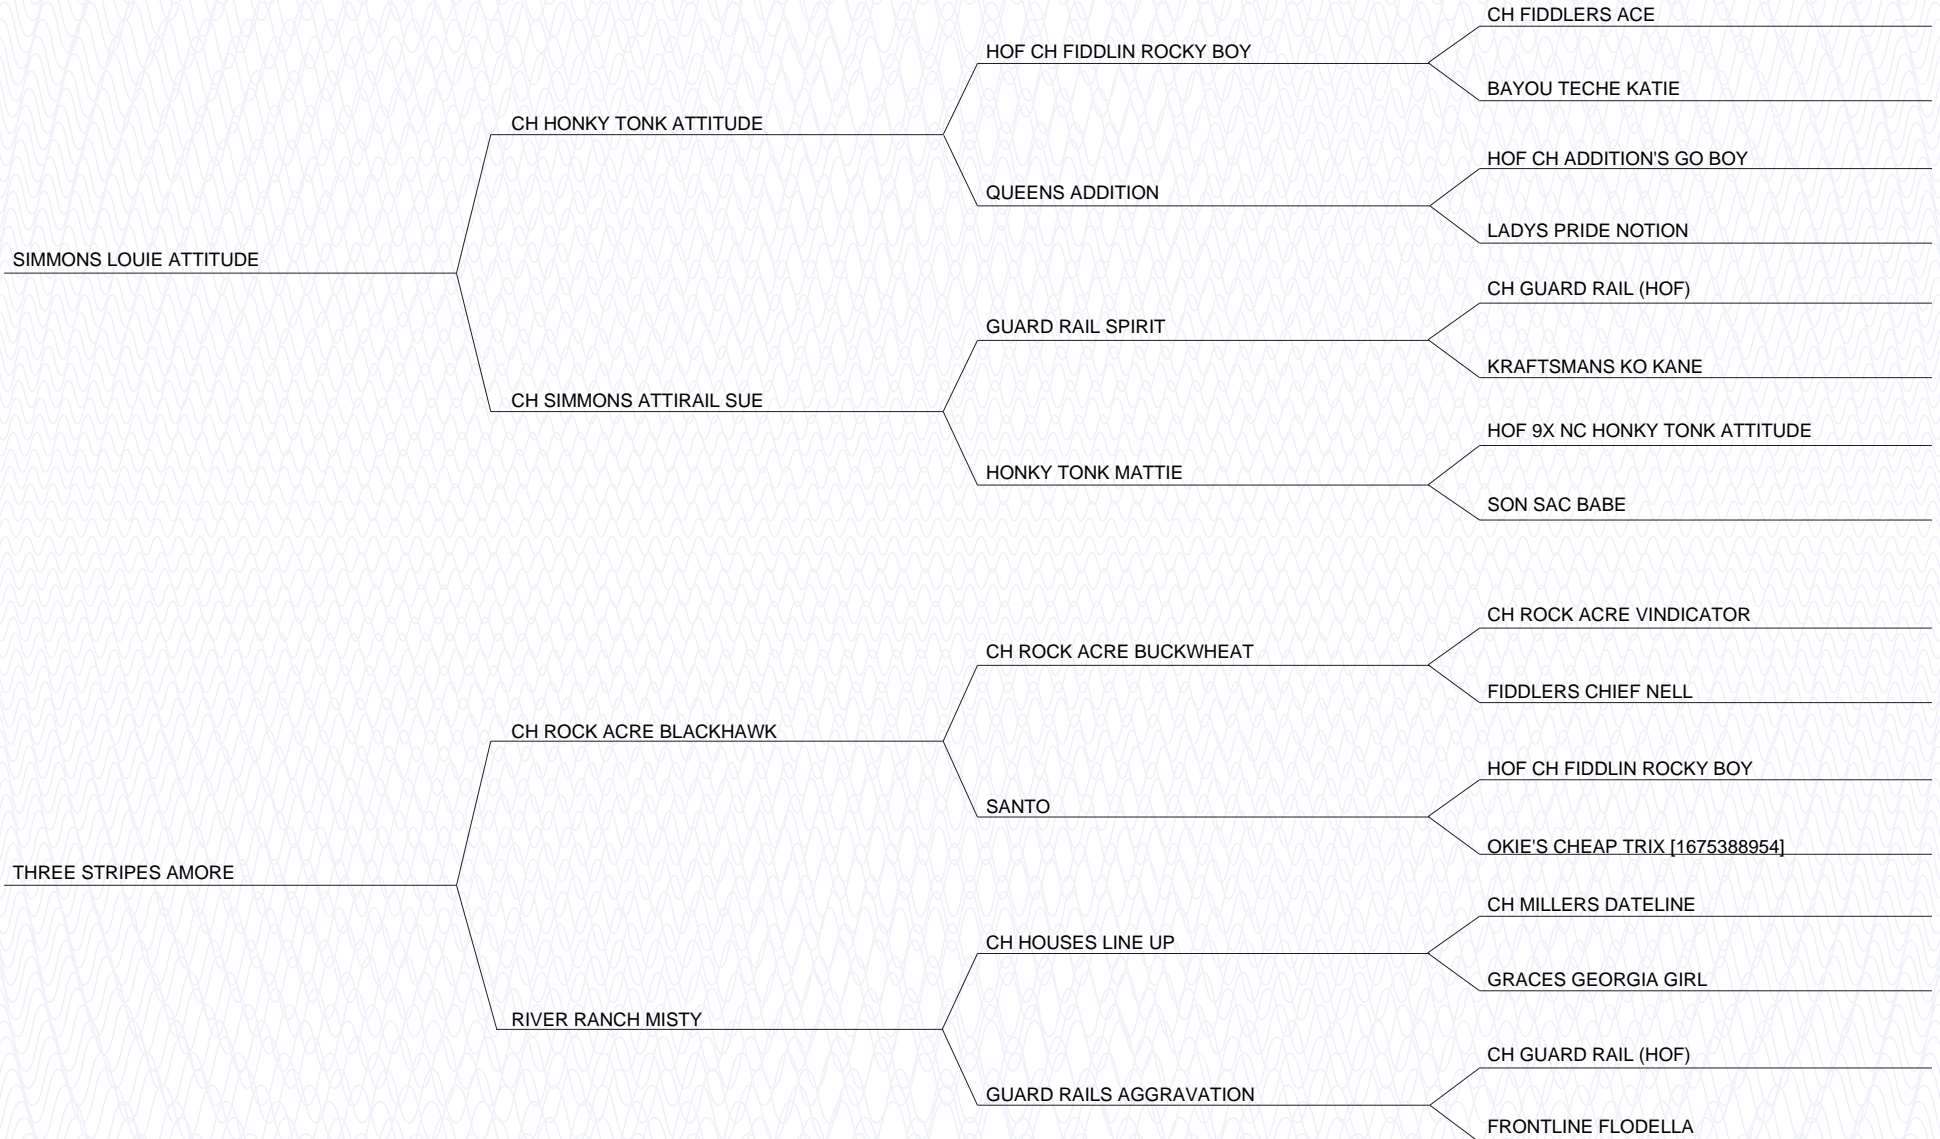 CH FIDDLERS ACE
HOF CH FIDDLIN ROCKY BOY
BAYOU TECHE KATIE
CH HONKY TONK ATTITUDE
HOF CH ADDITION'S GO BOY
QUEENS ADDITION
LADYS PRIDE NOTION
SIMMONS LOUIE ATTITUDE
CH GUARD RAIL (HOF)
GUARD RAIL SPIRIT
KRAFTSMANS KO KANE
CH SIMMONS ATTIRAIL SUE
HOF 9X NC HONKY TONK ATTITUDE
HONKY TONK MATTIE
SON SAC BABE
CH ROCK ACRE VINDICATOR
CH ROCK ACRE BUCKWHEAT
FIDDLERS CHIEF NELL
CH ROCK ACRE BLACKHAWK
HOF CH FIDDLIN ROCKY BOY
SANTO
OKIE'S CHEAP TRIX [1675388954]
THREE STRIPES AMORE
CH MILLERS DATELINE
CH HOUSES LINE UP
GRACES GEORGIA GIRL
RIVER RANCH MISTY
CH GUARD RAIL (HOF)
GUARD RAILS AGGRAVATION
FRONTLINE FLODELLA